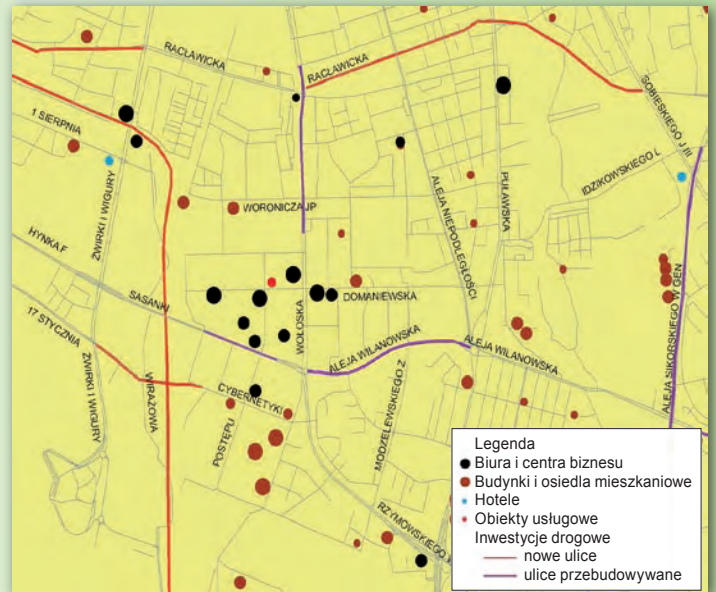 RACŁAWICKA
RACŁAWICKA
SOBIESKIEGO J III
1 SIERPNIA
ŻWIRKI I WIGURY
IDZIKOWSKIEGO L
WORONICZA JP
ALEJA NIEPODLEGŁOŚCI
PUŁAWSKA
HYNKA F
SASANKI
WOŁOSKA
DOMANIEWSKA
17 STYCZNIA
ALEJA WILANOWSKA
ALEJA WILANOWSKA
ALEJA SIKORSKIEGO W GEN
ŻWIRKI I WIGURY
WIRAŻOWA
CYBERNETYKI
POSTĘPU
MODZELEWSKIEGO Z
RZYMOWSKIEGO
Legenda
Biura i centra biznesu
Budynki i osiedla mieszkaniowe
Hotele
Obiekty usługowe
Inwestycje drogowe
nowe ulice
ulice przebudowywane